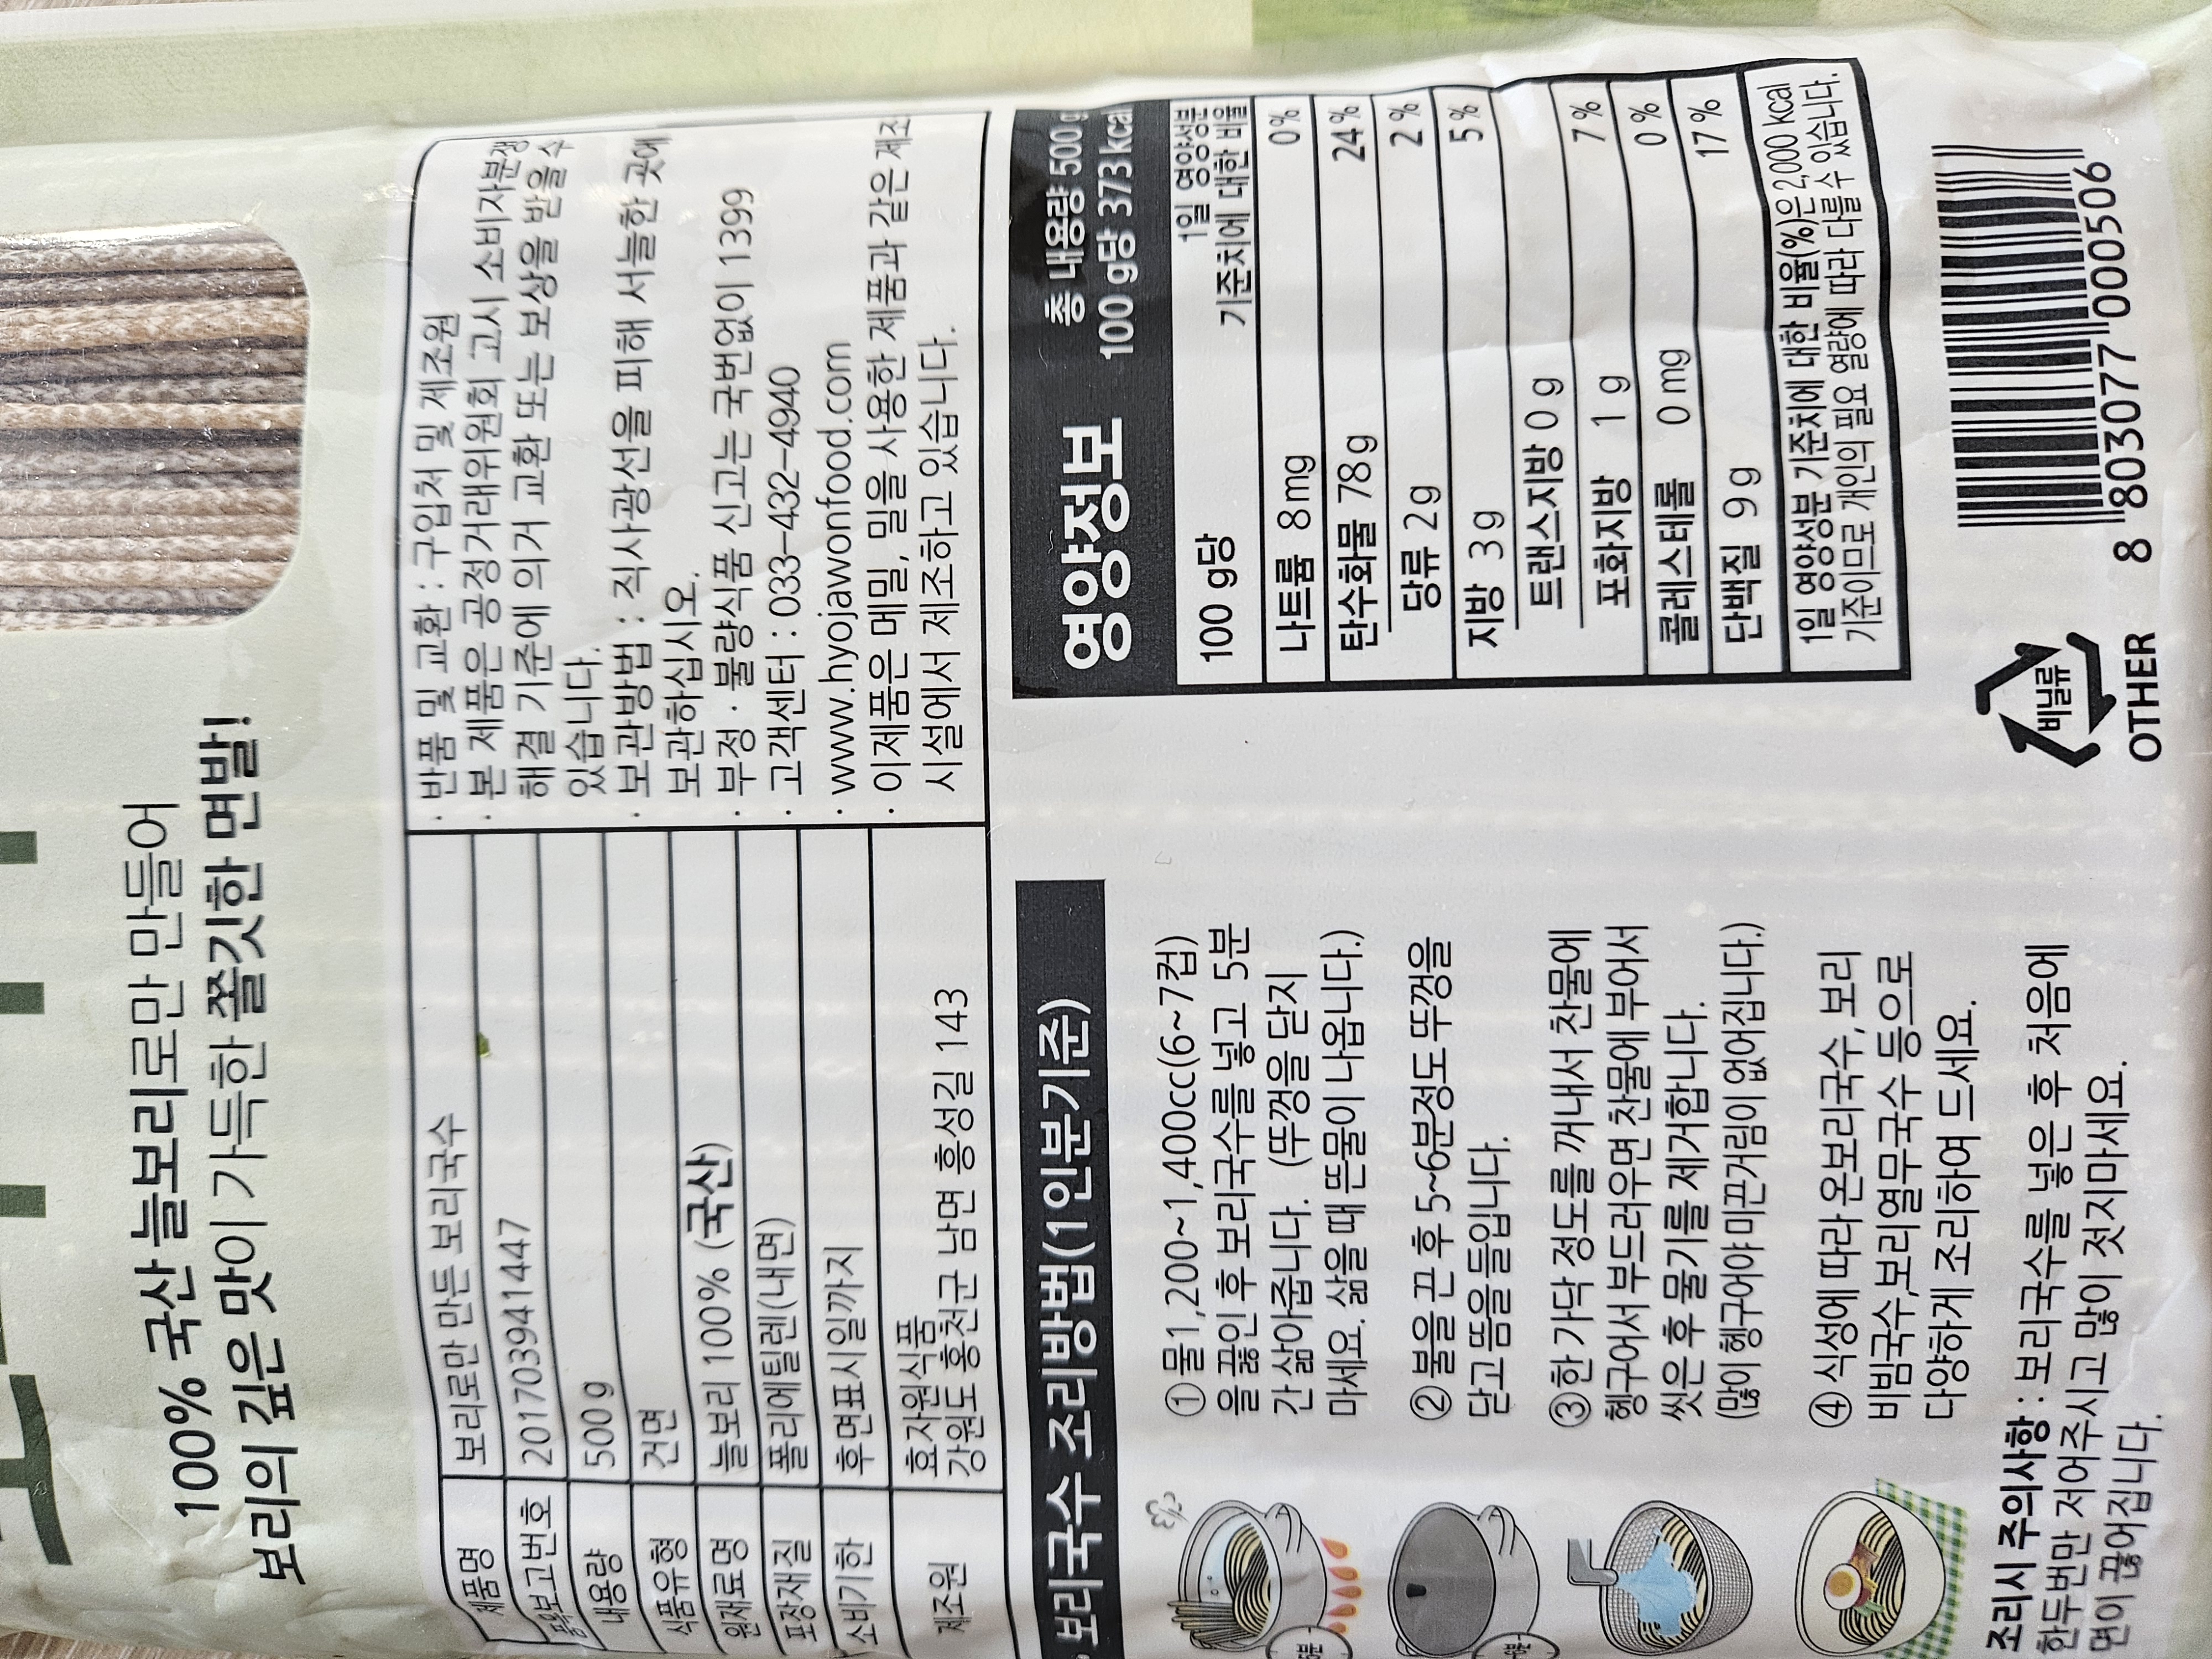 100% 국산 늘보리로만 만들어
보리의 깊은 맛이 가득한 쫄깃한 면발!
제품명 보리로만 만든 보리국수
품목보고번호 20170394144​7
내용량 500g
식품유형 건면
원재료명 늘보리 100% (국산)
포장재질 폴리에틸렌(내면)
소비기한 후면표시일까지
제조원 효자원식품
강원도 홍천군 남면 홍성길 143
· 반품 및 교환 : 구입처 및 제조원
· 본 제품은 공정거래위원회 고시 소비자분쟁
해결 기준에 의거 교환 또는 보상을 받을 수
있습니다.
· 보관방법 : 직사광선을 피해 서늘한 곳에
보관하십시오.
· 부정 · 불량식품 신고는 국번없이 1399
· 고객센터 : 033-432-4940
· www.hyojawonfood.com
· 이제품은 메밀, 밀을 사용한 제품과 같은 제조
시설에서 제조하고 있습니다.
보리국수 조리방법(1인분기준)
① 물1,200~1,400cc(6~7컵)
을 끓인 후 보리국수를 넣고 5분
간 삶아줍니다. (뚜껑을 닫지
마세요. 삶을 때 뜬물이 나옵니다.)
② 불을 끈 후 5~6분정도 뚜껑을
닫고 뜸을 들입니다.
③ 한 가닥 정도를 꺼내서 찬물에
헹구어서 부드러우면 찬물에 부어서
씻은 후 물기를 제거합니다.
(많이 헹구어야 미끈거림이 없어집니다.)
④ 식성에 따라 온보리국수, 보리
비빔국수,보리열무국수 등으로
다양하게 조리하여 드세요.
조리시 주의사항 : 보리국수를 넣은 후 처음에
한두번만 저어주시고 많이 젓지마세요.
면이 끊어집니다.
영양정보
총 내용량 500 g
100 g당 373 kcal
100 g당
1일 영양성분
기준치에 대한 비율
나트륨 8mg 0%
탄수화물 78g 24%
당류 2g 2%
지방 3g 5%
트랜스지방 0g
포화지방 1g 7%
콜레스테롤 0mg 0%
단백질 9g 17%
1일 영양성분 기준치에 대한 비율(%)은 2,000 kcal
기준이므로 개인의 필요 열량에 따라 다를 수 있습니다.
비닐류
OTHER
8 803077 000506